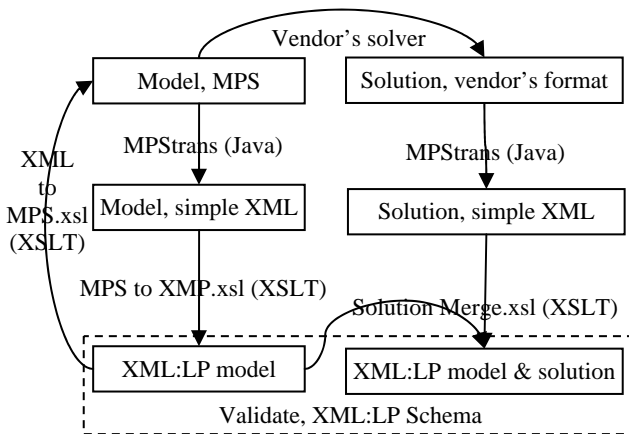 Vendor's solver
Model, MPS
Solution, vendor's format
MPStrans (Java)
MPStrans (Java)
XML
to
MPS.xsl
(XSLT)
Model, simple XML
Solution, simple XML
MPS to XMP.xsl (XSLT)
Solution Merge.xsl (XSLT)
XML:LP model
XML:LP model & solution
Validate, XML:LP Schema